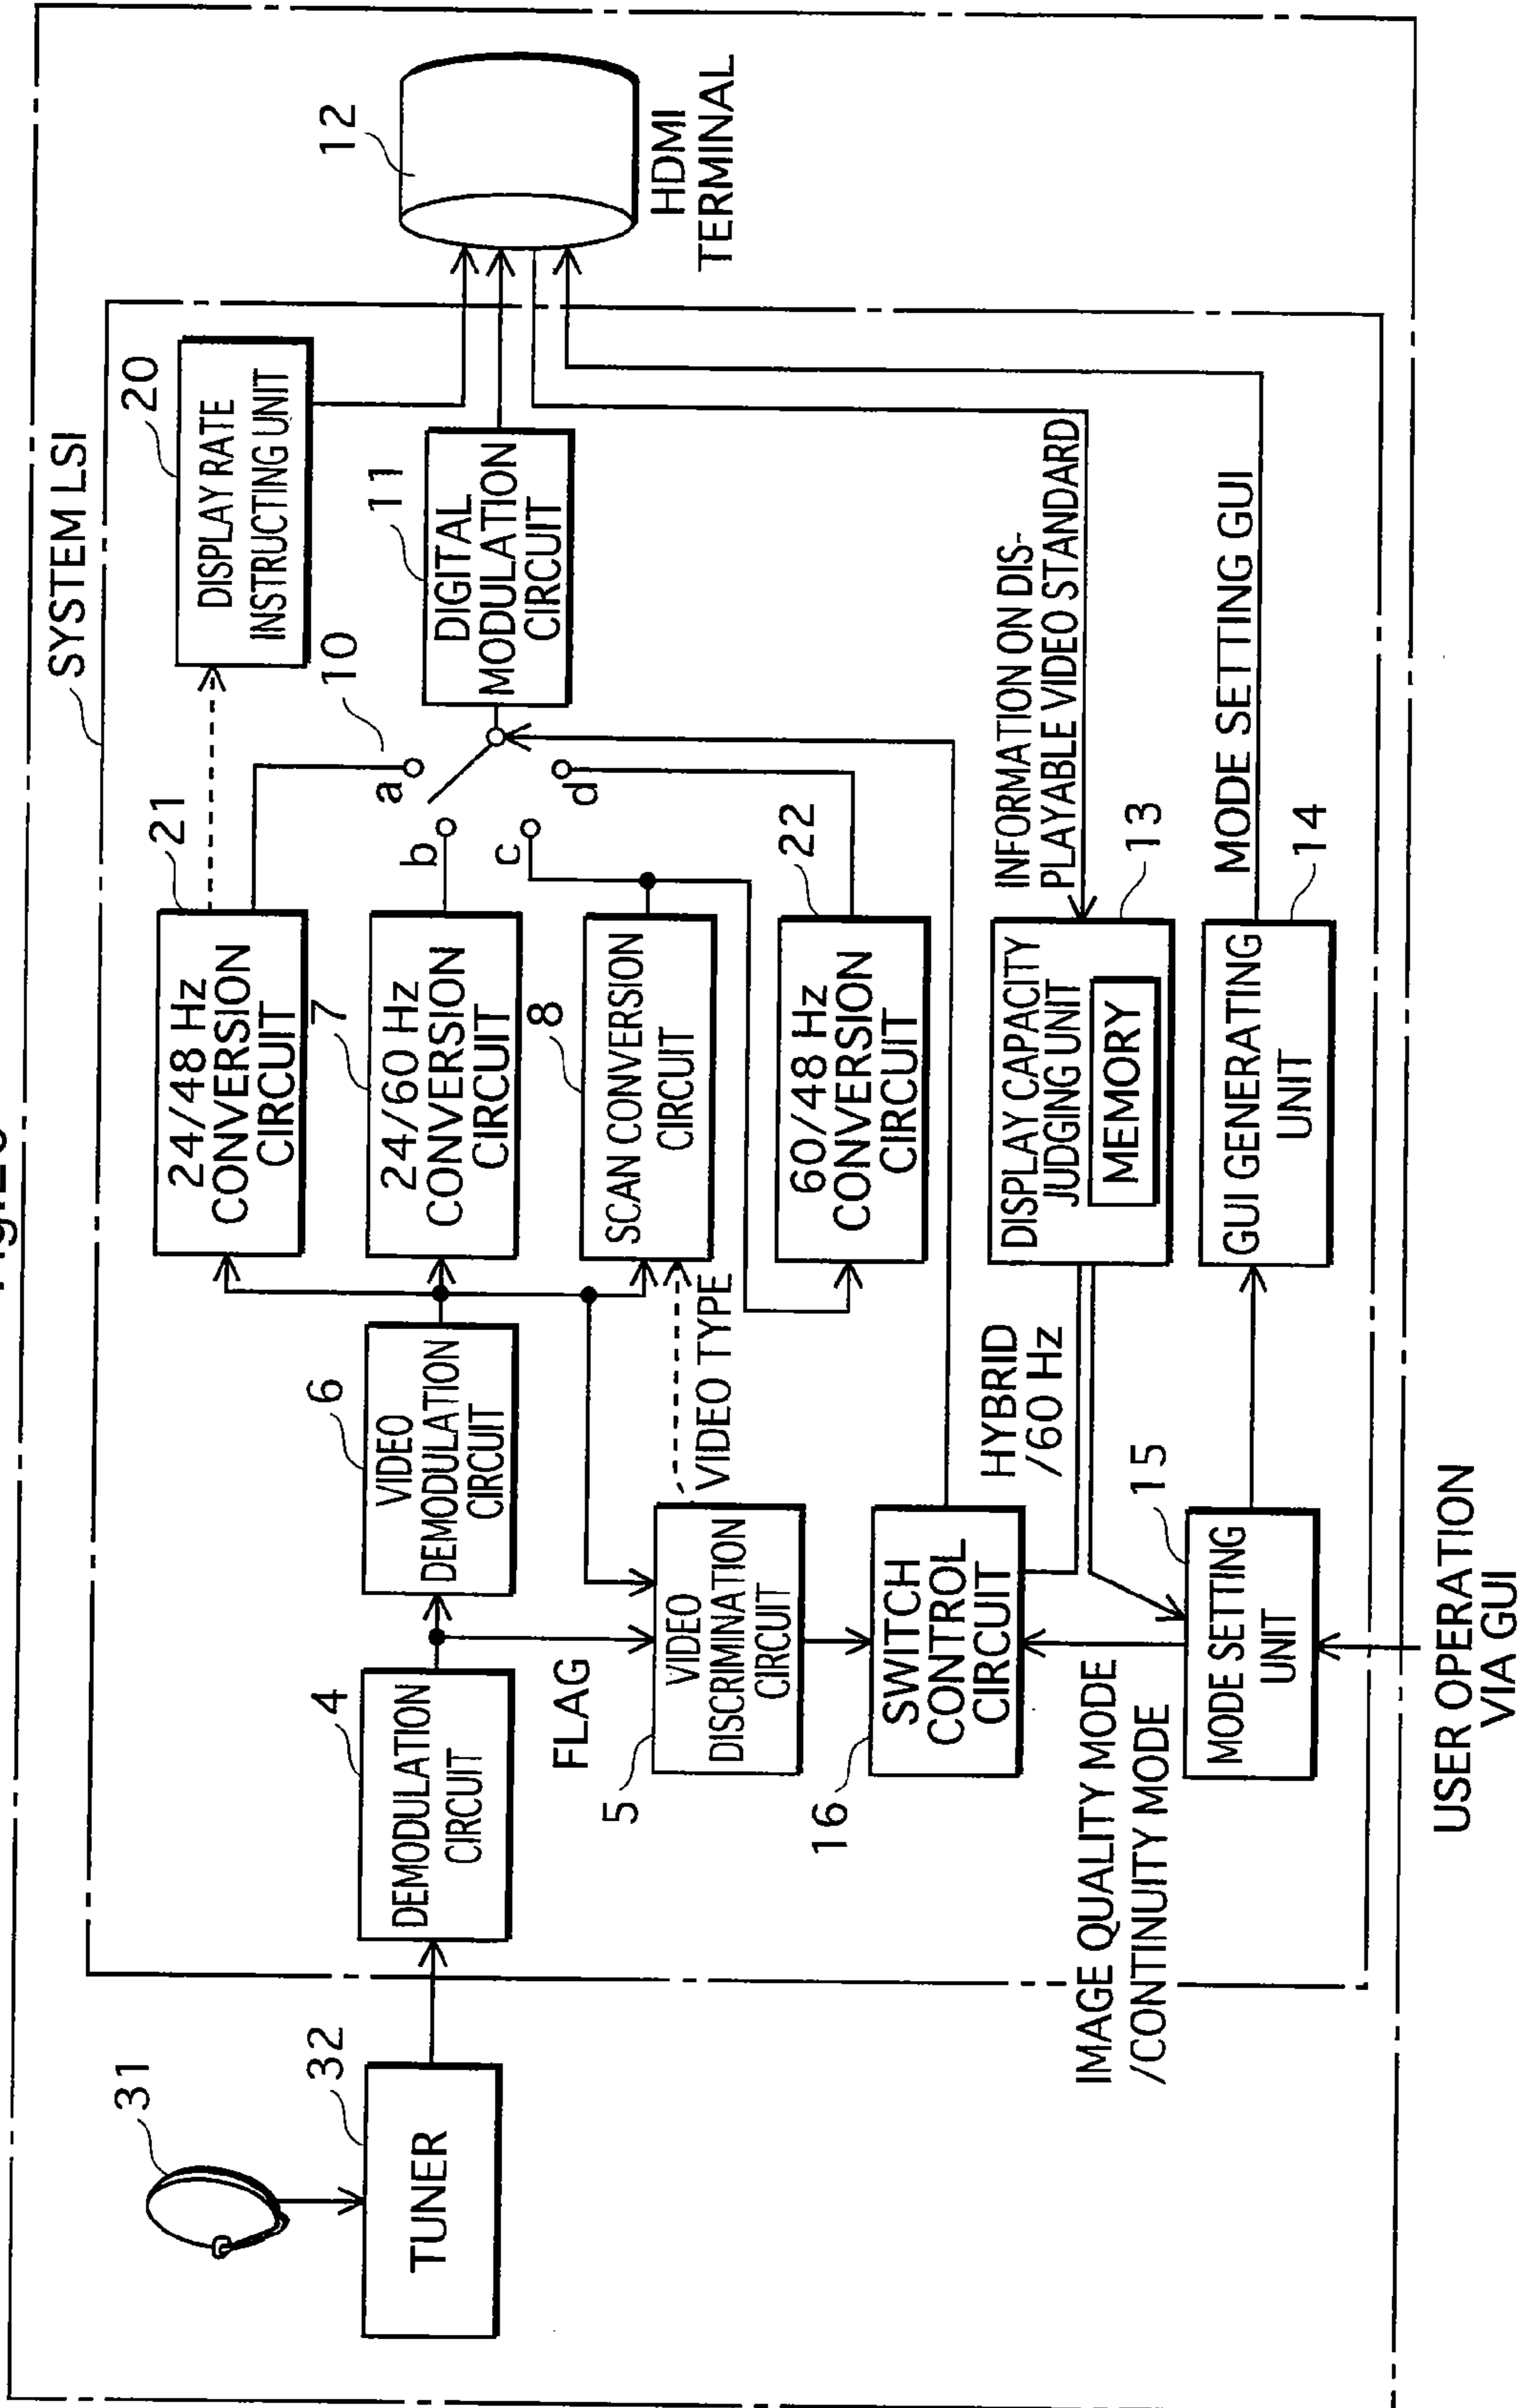 SYSTEM LSI
31
TUNER
32
4
DEMODULATION
CIRCUIT
6
VIDEO
DEMODULATION
CIRCUIT
FLAG
5
VIDEO
DISCRIMINATION
CIRCUIT
VIDEO TYPE
21
24/48 Hz
CONVERSION
CIRCUIT
7
24/60 Hz
CONVERSION
CIRCUIT
8
SCAN CONVERSION
CIRCUIT
22
60/48 Hz
CONVERSION
CIRCUIT
10
a
b
c
d
20
DISPLAY RATE
INSTRUCTING UNIT
11
DIGITAL
MODULATION
CIRCUIT
12
HDMI
TERMINAL
16
SWITCH
CONTROL
CIRCUIT
HYBRID
/60 Hz
INFORMATION ON DIS-
PLAYABLE VIDEO STANDARD
13
DISPLAY CAPACITY
JUDGING UNIT
MEMORY
IMAGE QUALITY MODE
/CONTINUITY MODE
15
MODE SETTING
UNIT
14
GUI GENERATING
UNIT
MODE SETTING GUI
USER OPERATION
VIA GUI